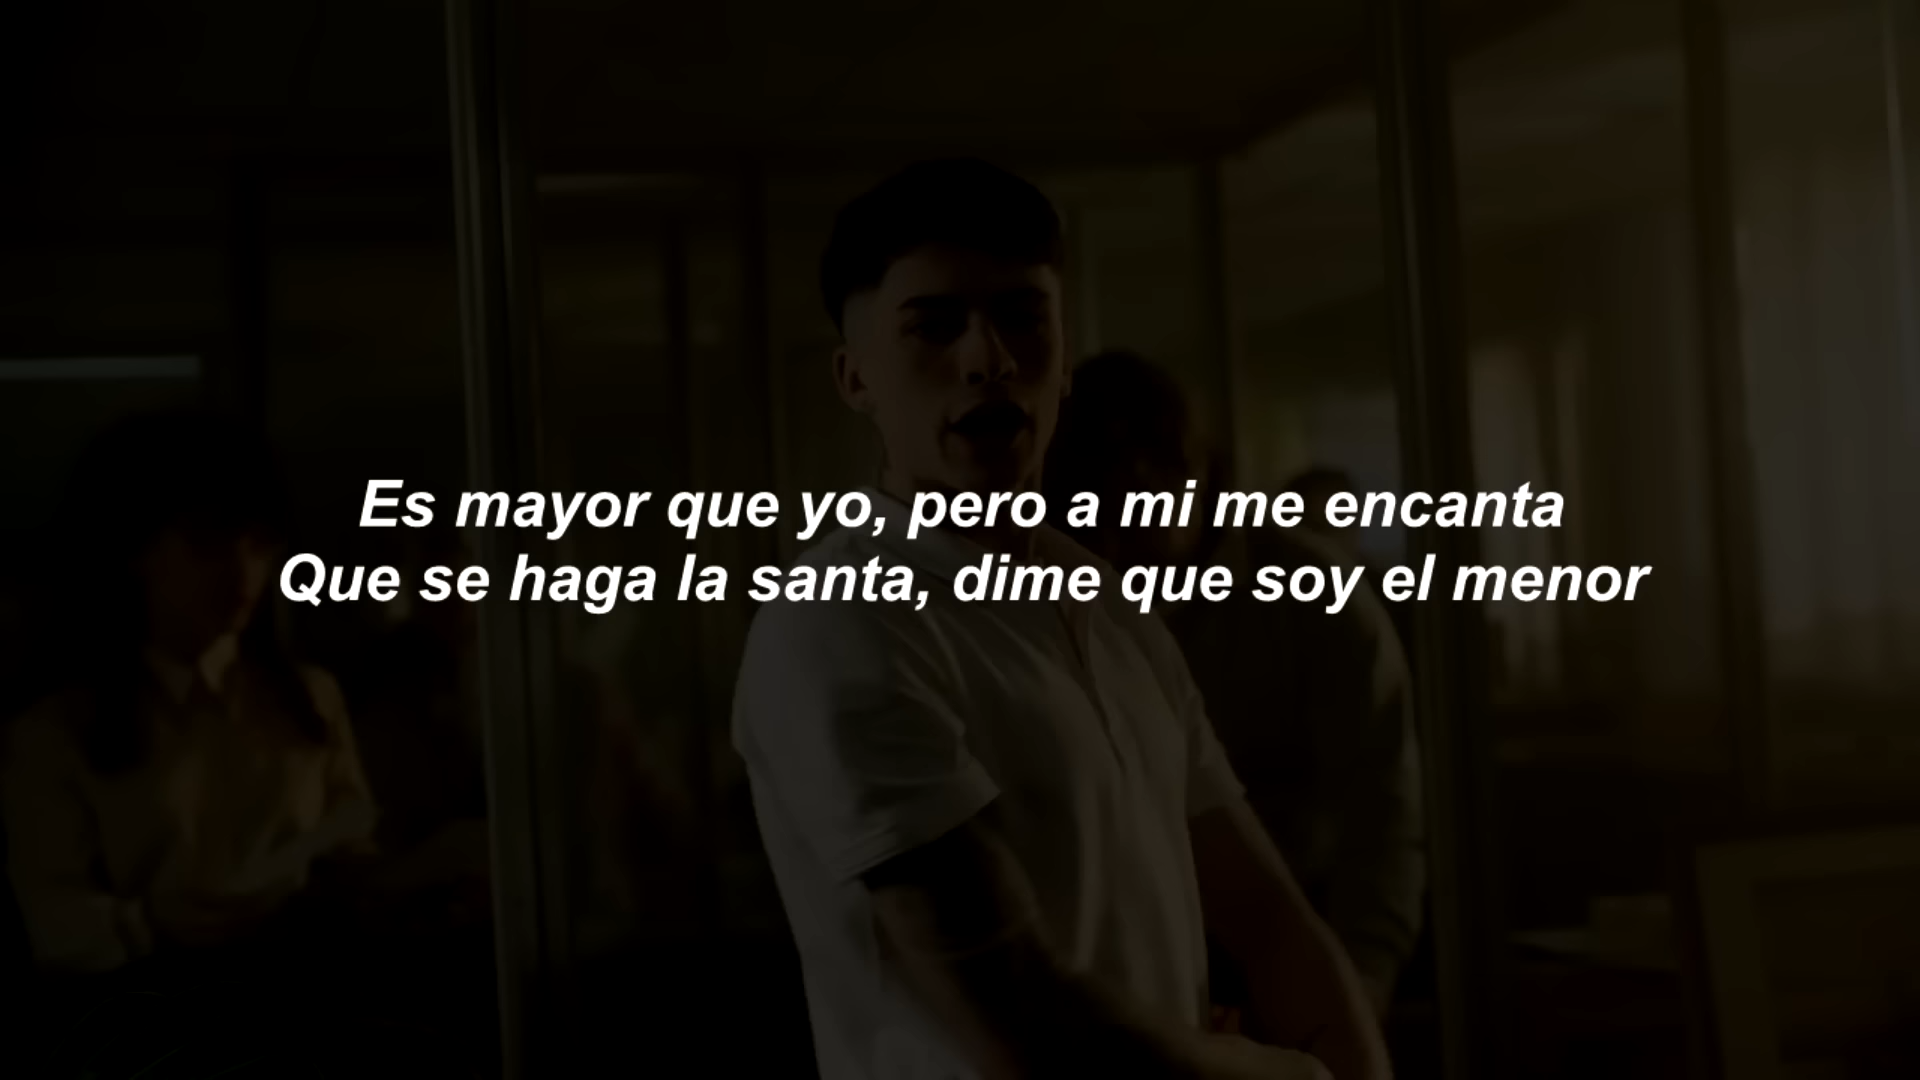 Es mayor que yo, pero a mi me encanta
Que se haga la santa, dime que soy el menor